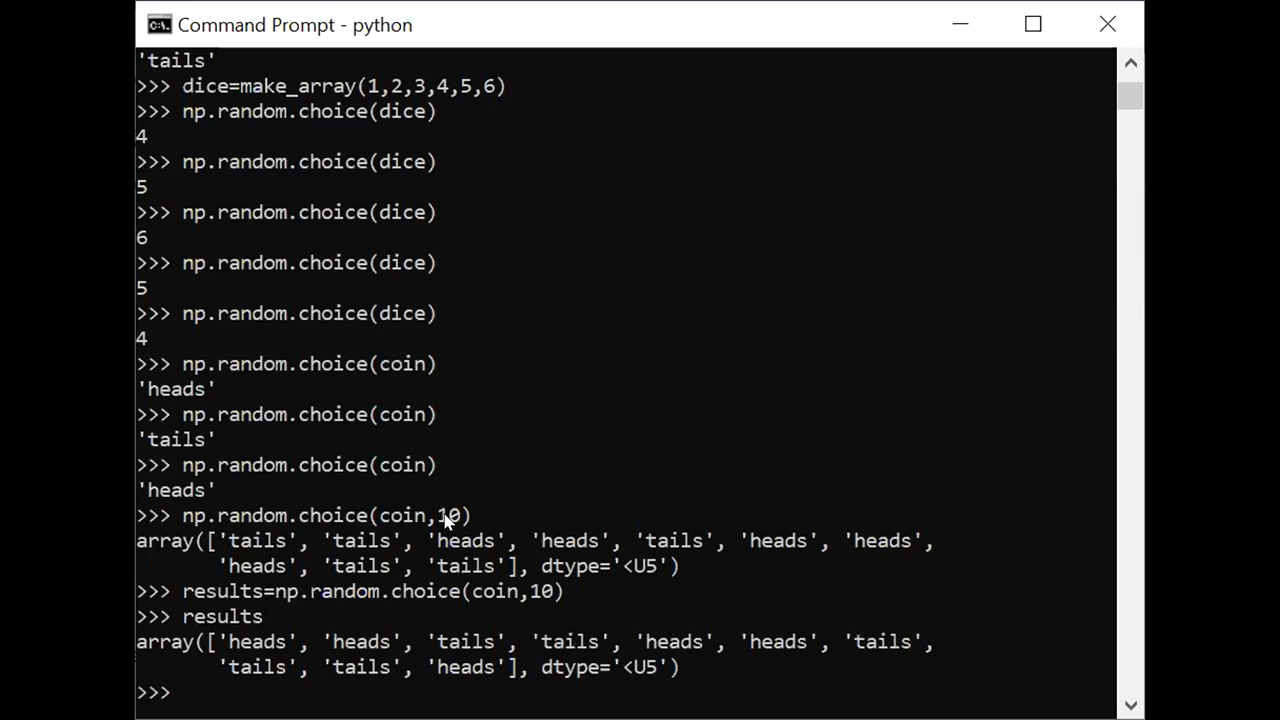 Command Prompt - python
'tails'
>>> dice=make_array(1,2,3,4,5,6)
>>> np.random.choice(dice)
4
>>> np.random.choice(dice)
5
>>> np.random.choice(dice)
6
>>> np.random.choice(dice)
5
>>> np.random.choice(dice)
4
>>> np.random.choice(coin)
'heads'
>>> np.random.choice(coin)
'tails'
>>> np.random.choice(coin)
'heads'
>>> np.random.choice(coin,10)
array(['tails', 'tails', 'heads', 'heads', 'tails', 'heads', 'heads',
       'heads', 'tails', 'tails'], dtype='<U5')
>>> results=np.random.choice(coin,10)
>>> results
array(['heads', 'heads', 'tails', 'tails', 'heads', 'heads', 'tails',
       'tails', 'tails', 'heads'], dtype='<U5')
>>>